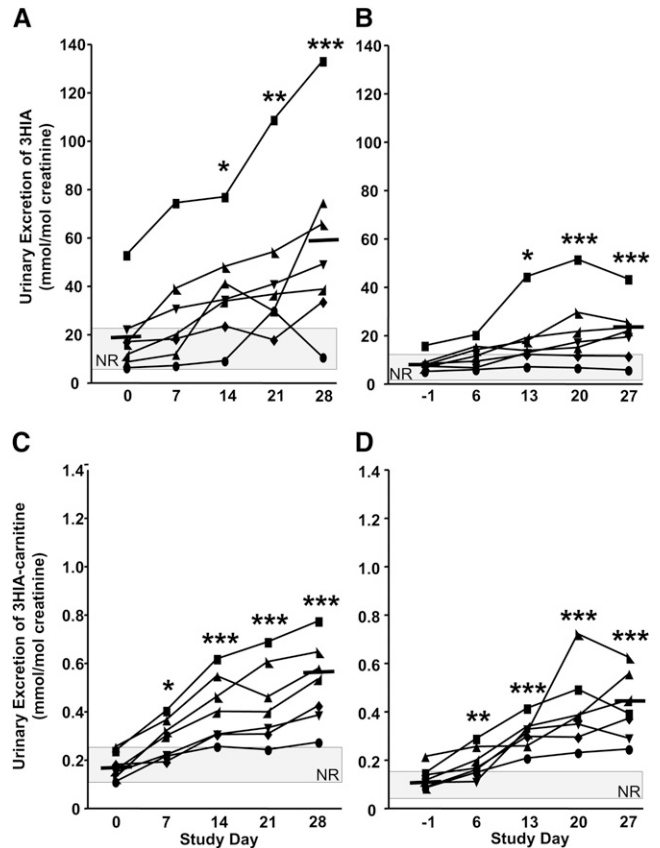 A
B
140
120
100
80
60
40
20
0
NR
*
**
***
0 7 14 21 28
Urinary Excretion of 3HIA
(mmol/mol creatinine)
140
120
100
80
60
40
20
0
NR
*
***
***
-1 6 13 20 27
C
D
1.4
1.2
1.0
0.8
0.6
0.4
0.2
0
NR
*
***
***
***
0 7 14 21 28
Study Day
Urinary Excretion of 3HIA-carnitine
(mmol/mol creatinine)
1.4
1.2
1.0
0.8
0.6
0.4
0.2
0
NR
**
***
***
***
-1 6 13 20 27
Study Day